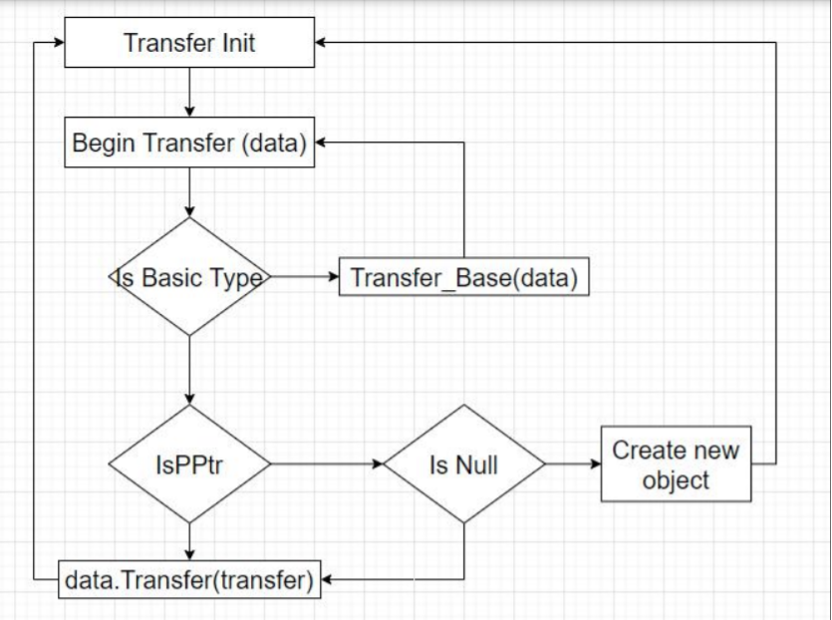 Transfer Init
Begin Transfer (data)
Is Basic Type
Transfer_Base(data)
IsPPtr
Is Null
Create new
object
data.Transfer(transfer)